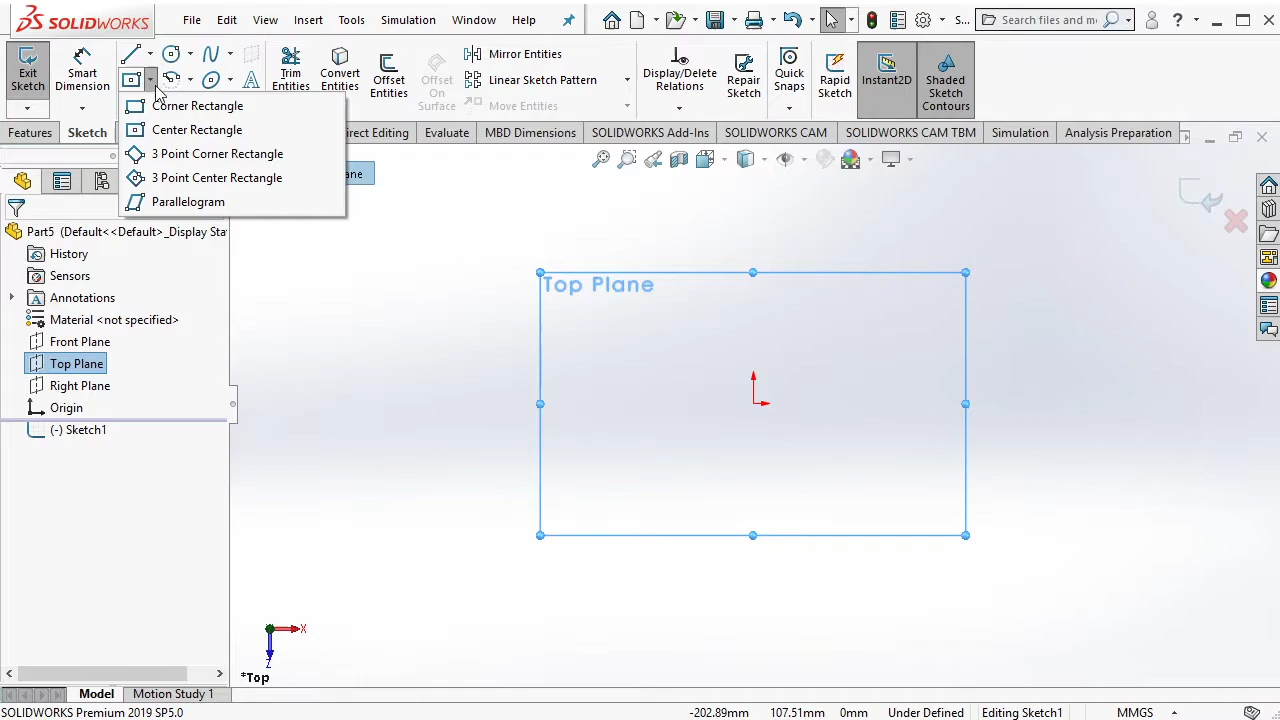 SOLIDWORKS
File Edit View Insert Tools Simulation Window Help
S...
Search files and m
Exit Sketch
Smart Dimension
Trim Entities
Convert Entities
Offset Entities
Offset On Surface
Mirror Entities
Linear Sketch Pattern
Move Entities
Display/Delete Relations
Repair Sketch
Quick Snaps
Rapid Sketch
Instant2D
Shaded Sketch Contours
Corner Rectangle
Center Rectangle
3 Point Corner Rectangle
3 Point Center Rectangle
Parallelogram
Features Sketch irect Editing Evaluate MBD Dimensions SOLIDWORKS Add-Ins SOLIDWORKS CAM SOLIDWORKS CAM TBM Simulation Analysis Preparation
ane
Part5 (Default<<Default>_Display Sta
History
Sensors
Annotations
Material <not specified>
Front Plane
Top Plane
Right Plane
Origin
(-) Sketch1
Top Plane
X
Z
*Top
Model Motion Study 1
SOLIDWORKS Premium 2019 SP5.0
-202.89mm 107.51mm 0mm Under Defined Editing Sketch1 MMGS